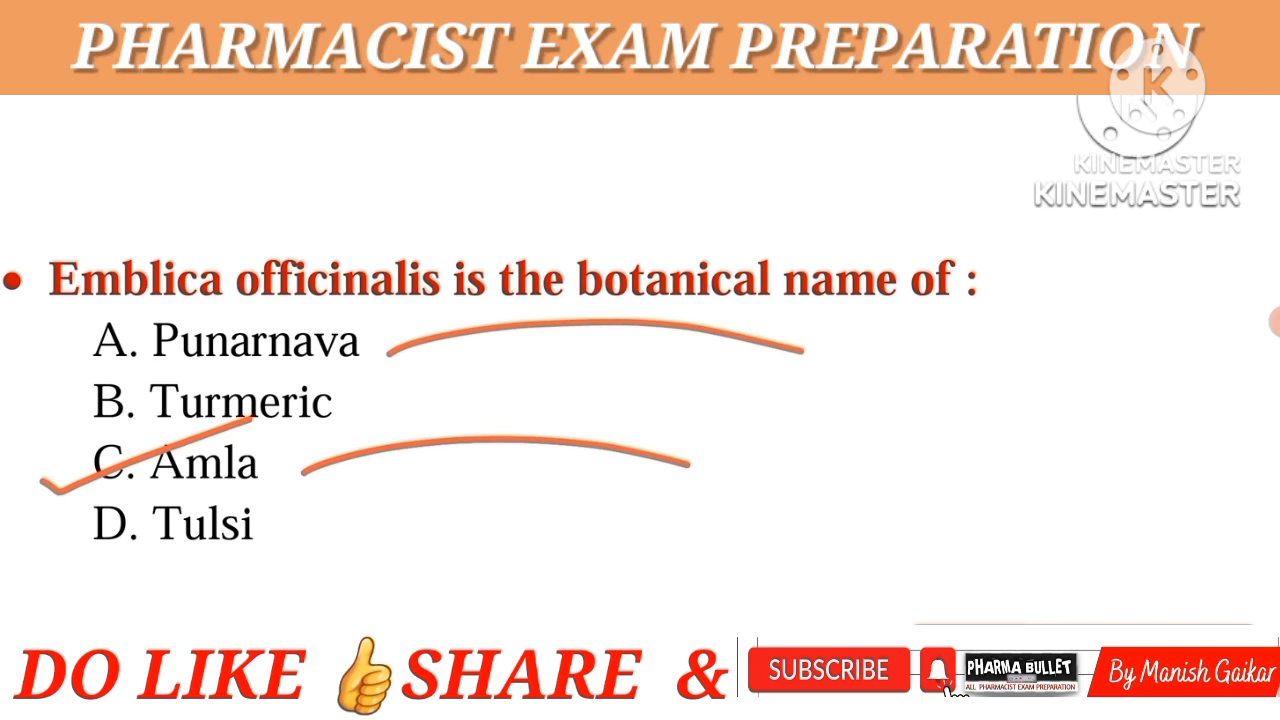 PHARMACIST EXAM PREPARATION
K
KINEMASTER
KINEMASTER
• Emblica officinalis is the botanical name of :
A. Punarnava
B. Turmeric
C. Amla
D. Tulsi
DO LIKE 👍 SHARE & SUBSCRIBE
PHARMA BULLET
ALL PHARMACIST EXAM PREPARATION
By Manish Gaikar